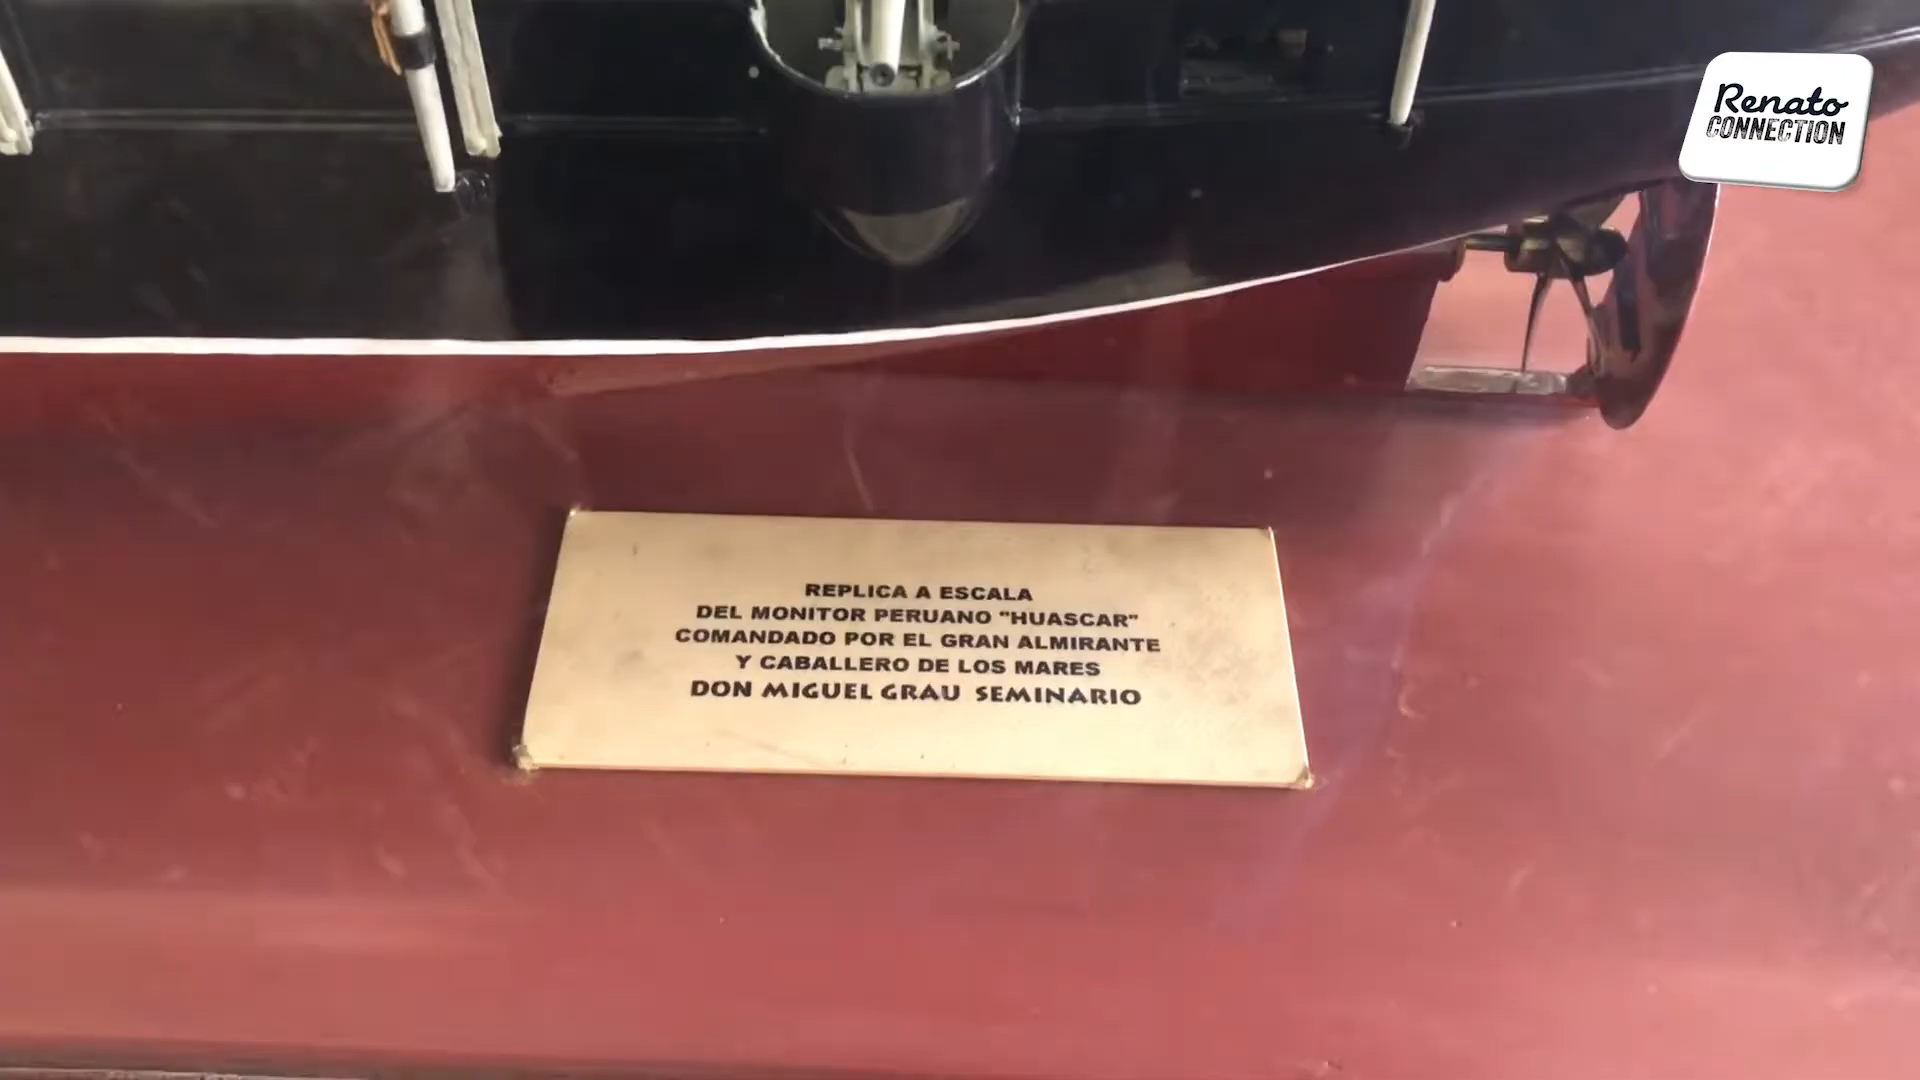 Renato
CONNECTION
REPLICA A ESCALA
DEL MONITOR PERUANO "HUASCAR"
COMANDADO POR EL GRAN ALMIRANTE
Y CABALLERO DE LOS MARES
DON MIGUEL GRAU SEMINARIO